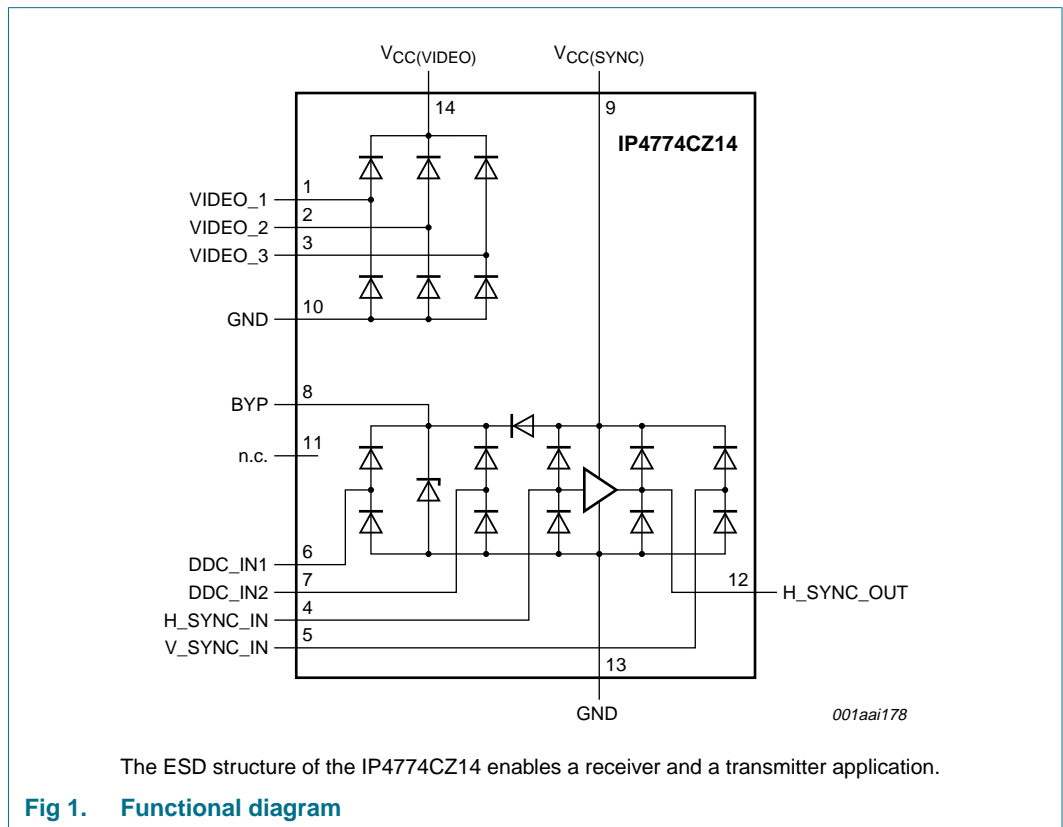 VCC(VIDEO)
VCC(SYNC)
14
9
IP4774CZ14
VIDEO_1
1
VIDEO_2
2
VIDEO_3
3
GND
10
BYP
8
n.c.
11
DDC_IN1
6
DDC_IN2
7
H_SYNC_IN
4
V_SYNC_IN
5
12
H_SYNC_OUT
13
GND
001aai178
The ESD structure of the IP4774CZ14 enables a receiver and a transmitter application.
Fig 1. Functional diagram